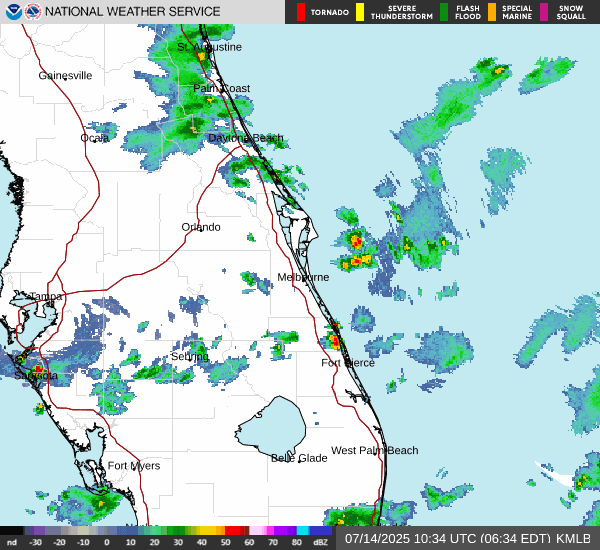 NATIONAL WEATHER SERVICE
TORNADO
SEVERE THUNDERSTORM
FLASH FLOOD
SPECIAL MARINE
SNOW SQUALL
St. Augustine
Gainesville
Palm Coast
Ocala
Daytona Beach
Orlando
Melbourne
Tampa
Sebring
Fort Pierce
Sarasota
West Palm Beach
Belle Glade
Fort Myers
nd -30 -20 -10 0 10 20 30 40 50 60 70 80 dBZ
07/14/2025 10:34 UTC (06:34 EDT) KMLB